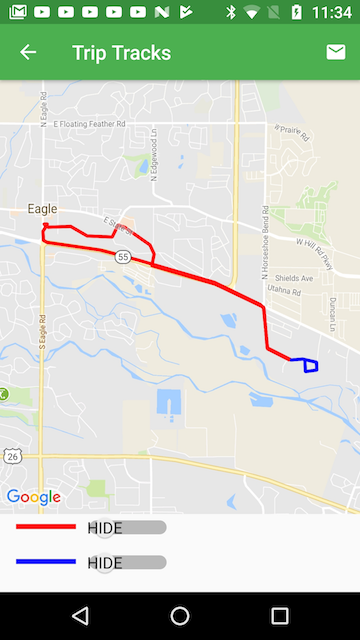 11:34
Trip Tracks
N Eagle Rd
E Floating Feather Rd
N Edgewood Ln
Prairie Rd
Eagle
E State St
55
N Horseshoe Bend Rd
W Hill Rd Pkwy
Shields Ave
Utahna Rd
Duncan Ln
S Eagle Rd
26
Google
HIDE
HIDE